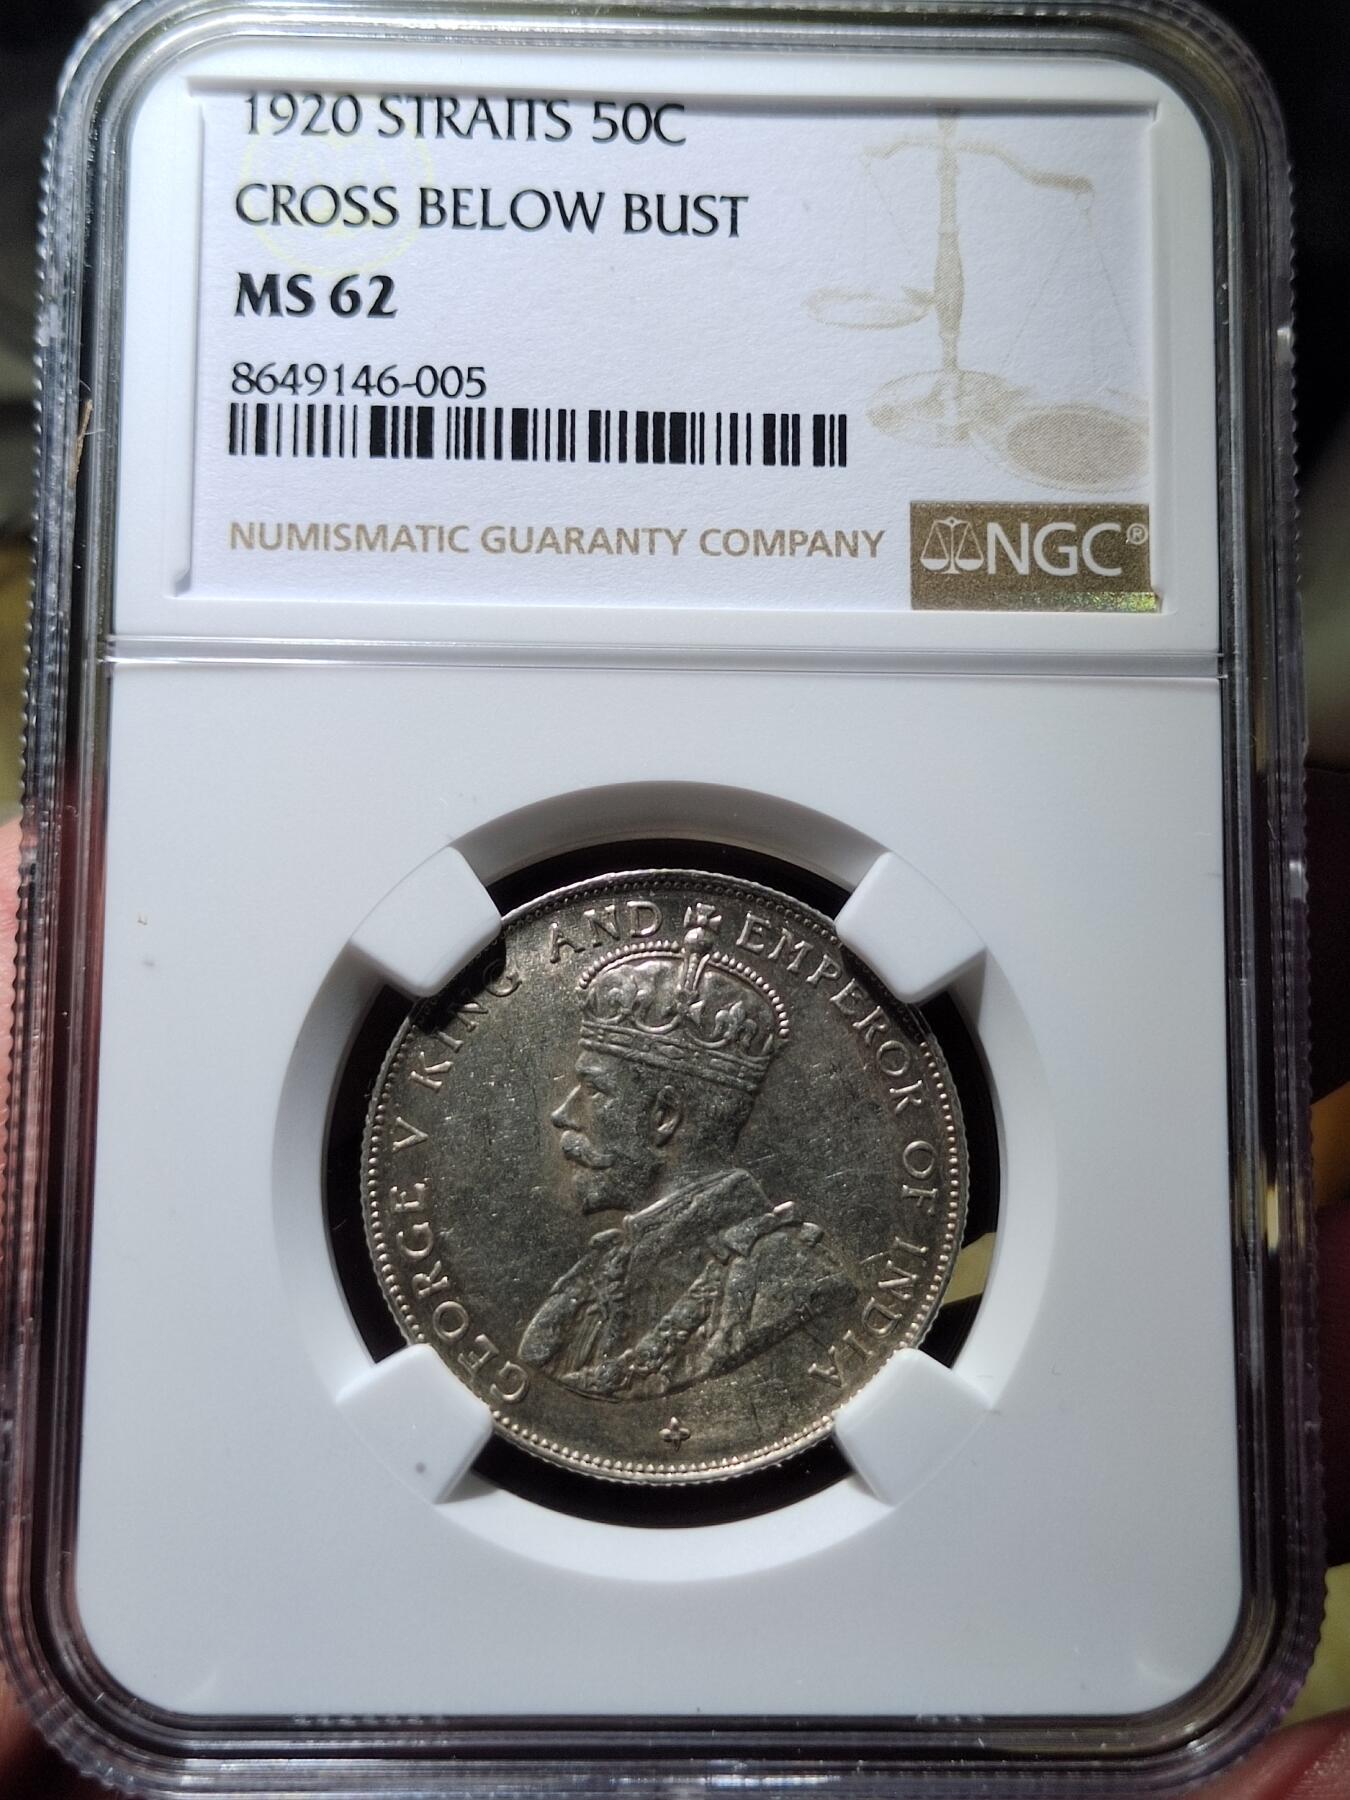 1920 STRAITS 50C
CROSS BELOW BUST
MS 62
8649146-005
NUMISMATIC GUARANTY COMPANY
NGC®
GEORGE V KING AND EMPEROR OF INDIA